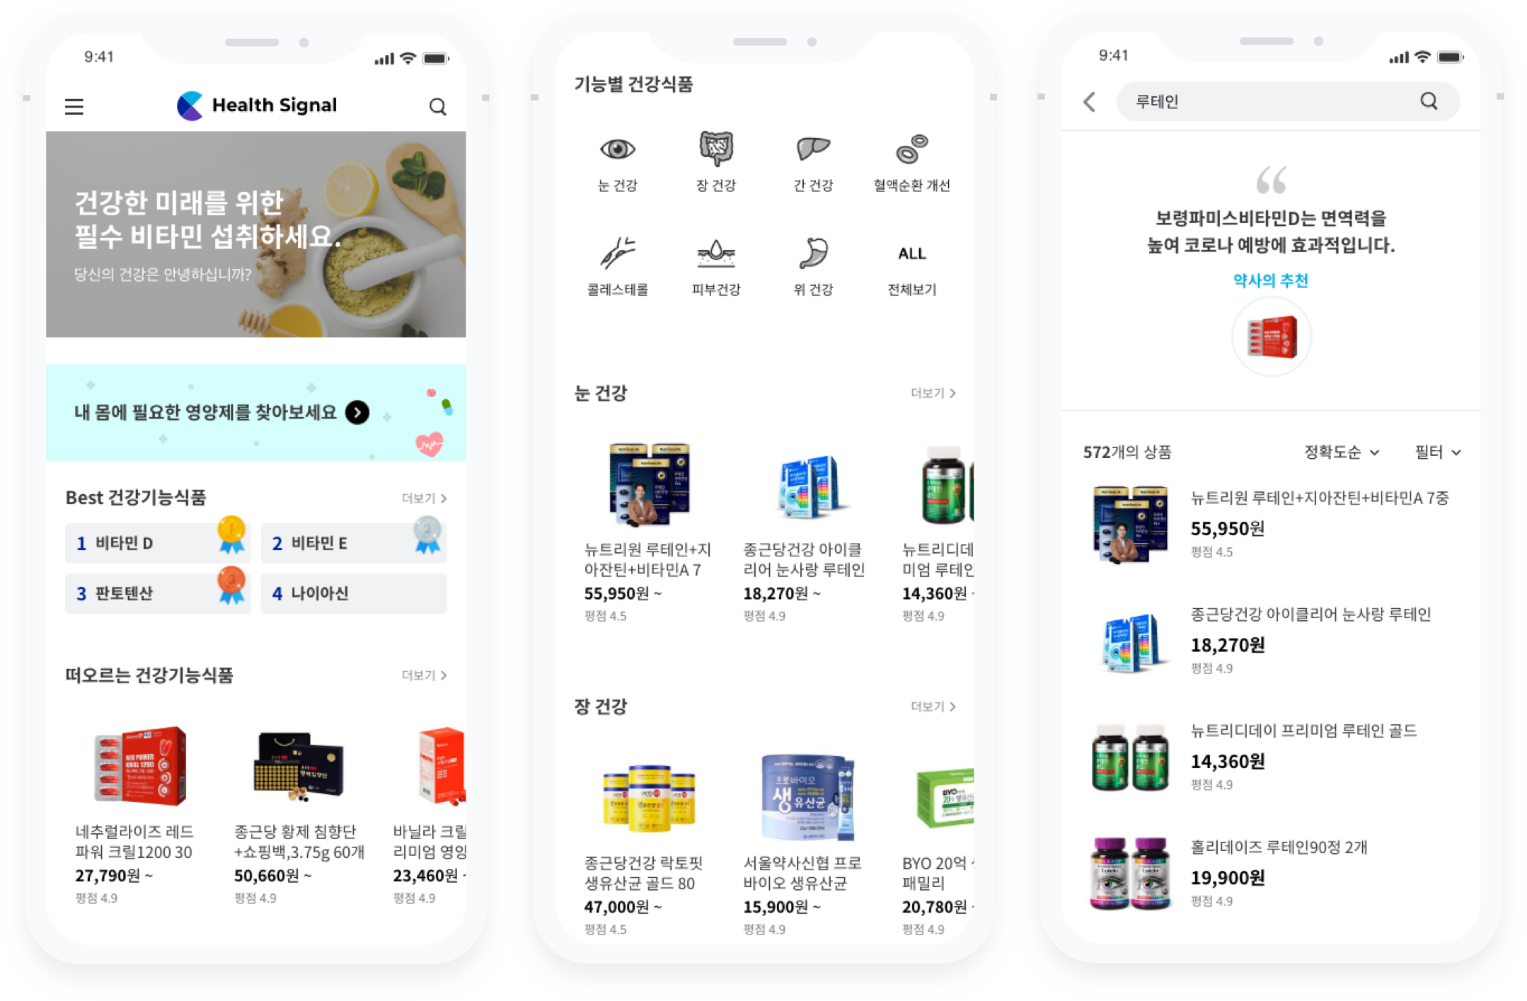 9:41
Health Signal
건강한 미래를 위한
필수 비타민 섭취하세요.
당신의 건강은 안녕하십니까?
내 몸에 필요한 영양제를 찾아보세요
Best 건강기능식품
더보기
1 비타민 D
2 비타민 E
3 판토텐산
4 나이아신
떠오르는 건강기능식품
더보기
네추럴라이즈 레드
파워 크릴1200 30
27,790원 ~
평점 4.9
종근당 황제 침향단
+쇼핑백,3.75g 60개
50,660원 ~
평점 4.9
바닐라 크릴
리미엄 영양
23,460원
평점 4.9
기능별 건강식품
눈 건강
장 건강
간 건강
혈액순환 개선
콜레스테롤
피부건강
위 건강
ALL
전체보기
눈 건강
더보기
뉴트리원 루테인+지
아잔틴+비타민A 7
55,950원 ~
평점 4.5
종근당건강 아이클
리어 눈사랑 루테인
18,270원 ~
평점 4.9
뉴트리디데
미엄 루테인
14,360원
평점 4.9
장 건강
더보기
프로바이오
생유산균
BYO
종근당건강 락토핏
생유산균 골드 80
47,000원 ~
평점 4.5
서울약사신협 프로
바이오 생유산균
15,900원 ~
평점 4.9
BYO 20억
패밀리
20,780원
평점 4.9
9:41
루테인
보령파미스비타민D는 면역력을
높여 코로나 예방에 효과적입니다.
약사의 추천
572개의 상품
정확도순
필터
뉴트리원 루테인+지아잔틴+비타민A 7중
55,950원
평점 4.5
종근당건강 아이클리어 눈사랑 루테인
18,270원
평점 4.9
뉴트리디데이 프리미엄 루테인 골드
14,360원
평점 4.9
홀리데이즈 루테인90정 2개
19,900원
평점 4.9